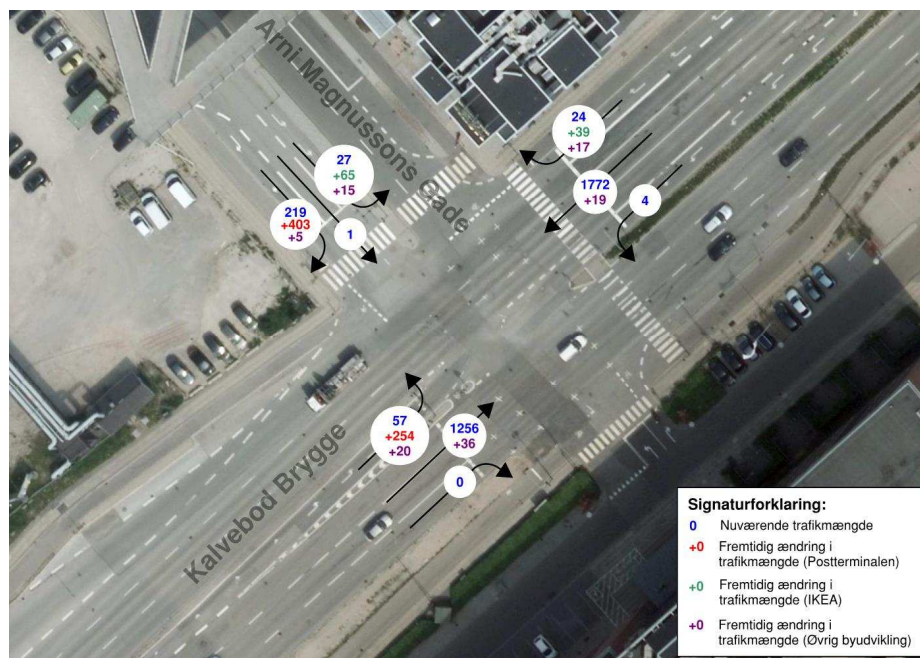 Arni Magnussons Gade
24
+39
+17
27
+65
+15
1772
+19
4
219
+403
+5
1
57
+254
+20
1256
+36
0
Kalvebod Brygge
Signaturforklaring:
0 Nuværende trafikmængde
+0 Fremtidig ændring i
trafikmængde (Postterminalen)
+0 Fremtidig ændring i
trafikmængde (IKEA)
+0 Fremtidig ændring i
trafikmængde (Øvrig byudvikling)